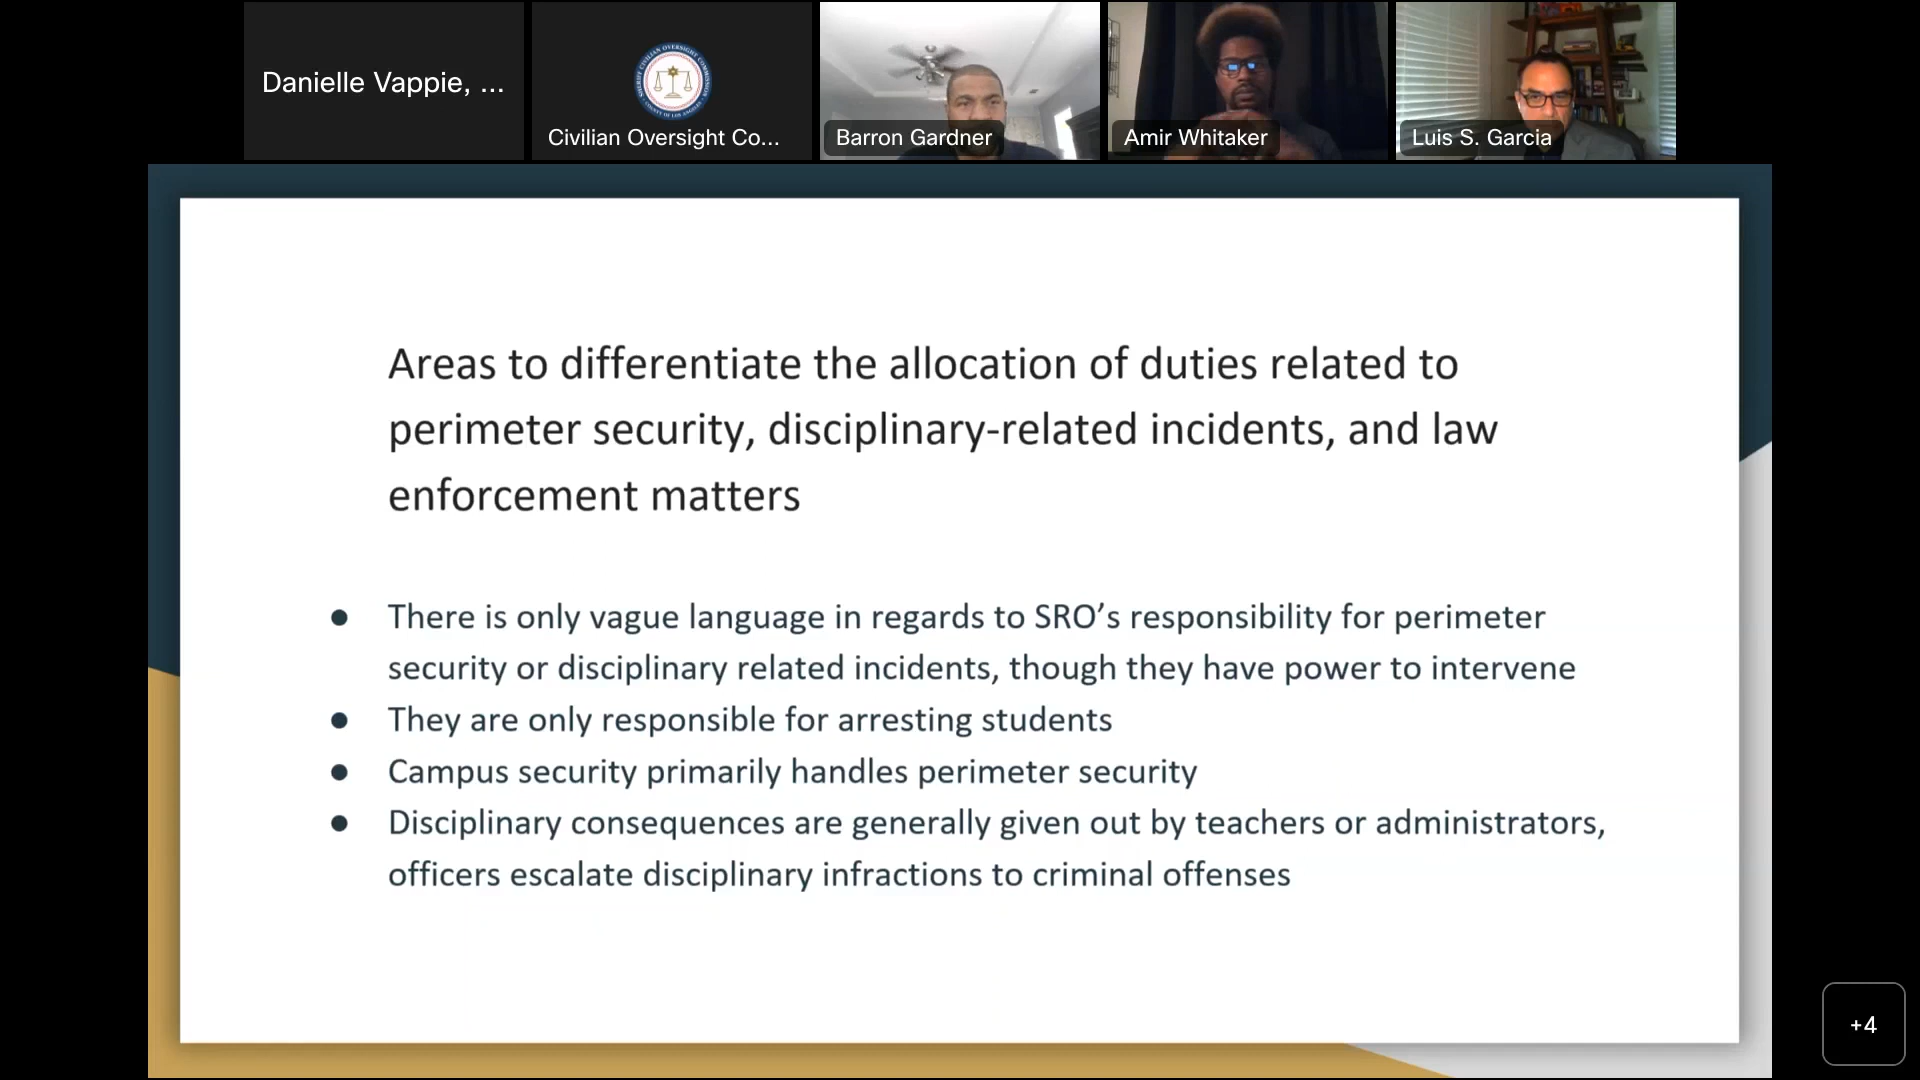 Danielle Vappie, ...
Civilian Oversight Co...
Barron Gardner
Amir Whitaker
Luis S. Garcia
Areas to differentiate the allocation of duties related to
perimeter security, disciplinary-related incidents, and law
enforcement matters
● There is only vague language in regards to SRO’s responsibility for perimeter
security or disciplinary related incidents, though they have power to intervene
● They are only responsible for arresting students
● Campus security primarily handles perimeter security
● Disciplinary consequences are generally given out by teachers or administrators,
officers escalate disciplinary infractions to criminal offenses
+4